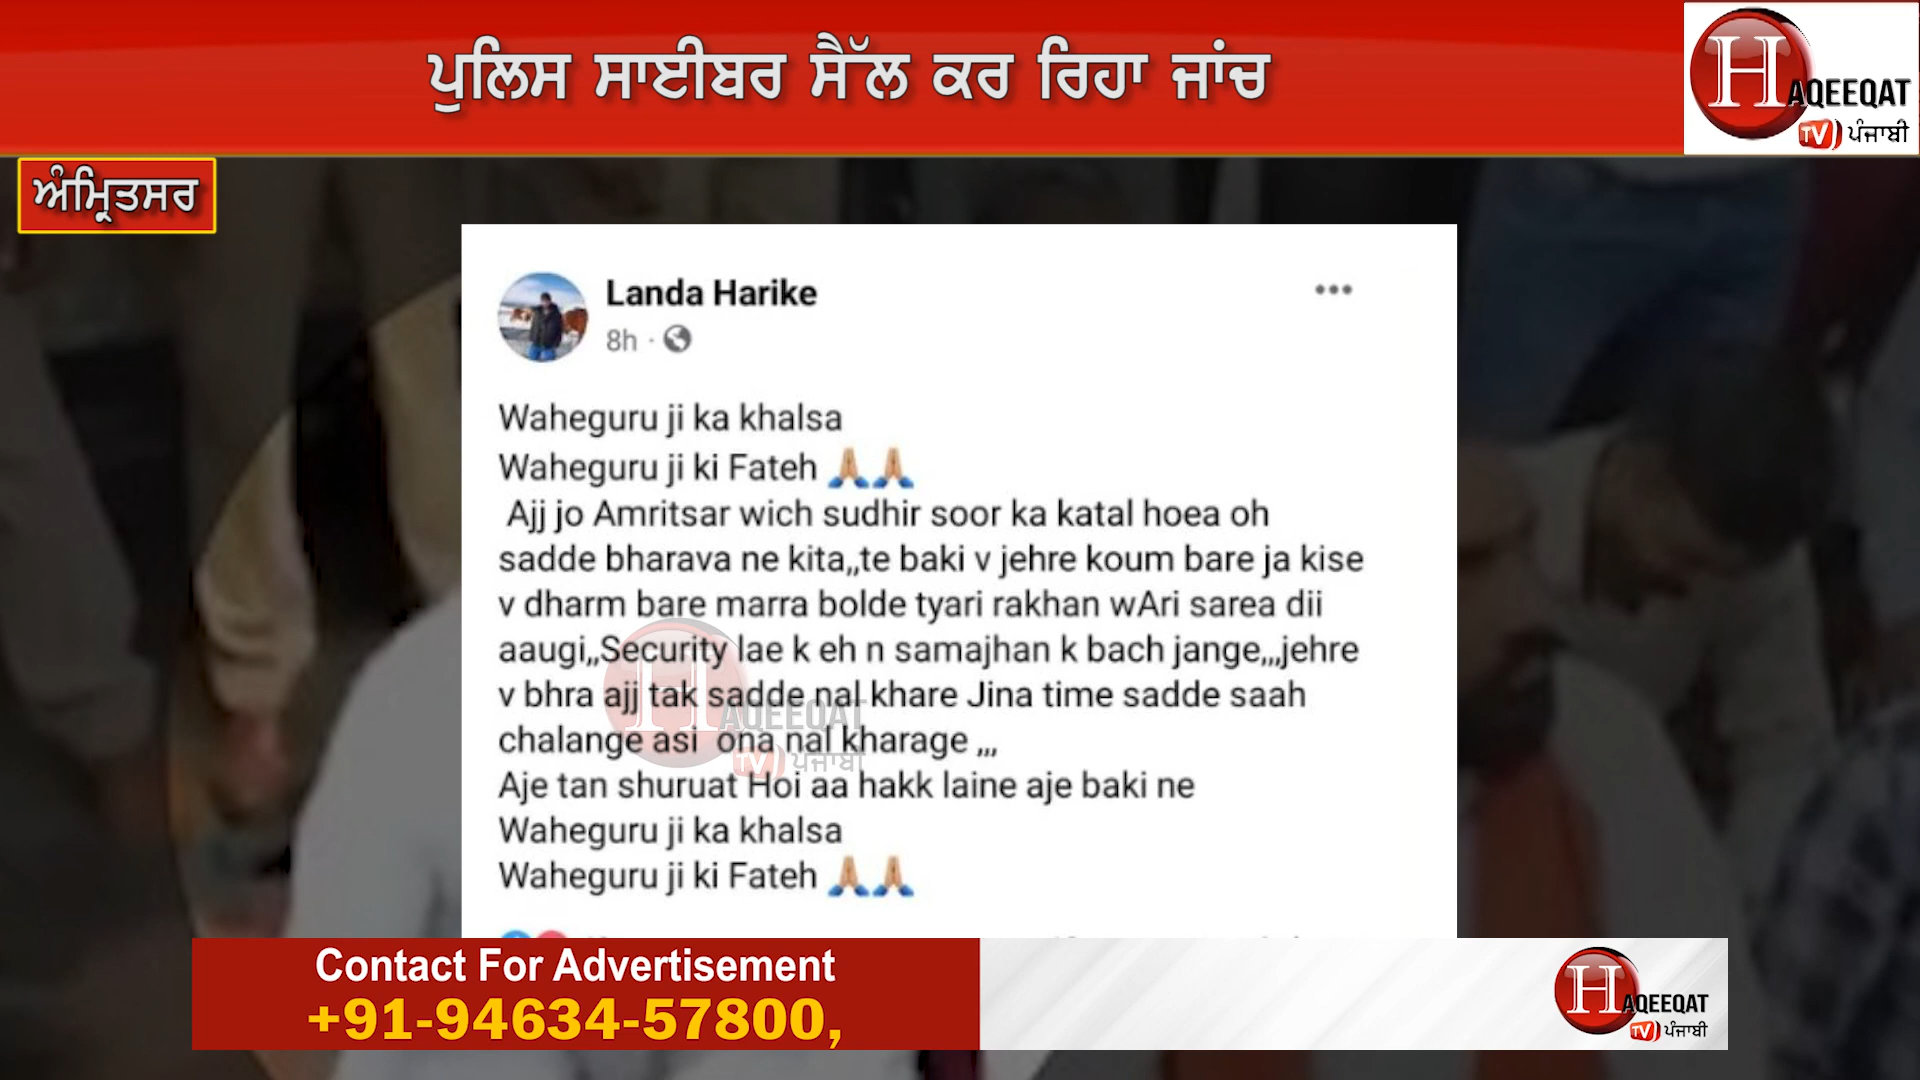 ਪੁਲਿਸ ਸਾਈਬਰ ਸੈੱਲ ਕਰ ਰਿਹਾ ਜਾਂਚ
HAQEEQAT
TV ਪੰਜਾਬੀ
ਅੰਮ੍ਰਿਤਸਰ
Landa Harike
8h ·
Waheguru ji ka khalsa
Waheguru ji ki Fateh 🙏🙏
Ajj jo Amritsar wich sudhir soor ka katal hoea oh
sadde bharava ne kita,,te baki v jehre koum bare ja kise
v dharm bare marra bolde tyari rakhan wAri sarea dii
aaugi,,Security lae k eh n samajhan k bach jange,,,jehre
v bhra ajj tak sadde nal khare Jina time sadde saah
chalange asi  ona nal kharage ,,,
Aje tan shuruat Hoi aa hakk laine aje baki ne
Waheguru ji ka khalsa
Waheguru ji ki Fateh 🙏🙏
HAQEEQAT
TV ਪੰਜਾਬੀ
Contact For Advertisement
+91-94634-57800,
HAQEEQAT
TV ਪੰਜਾਬੀ